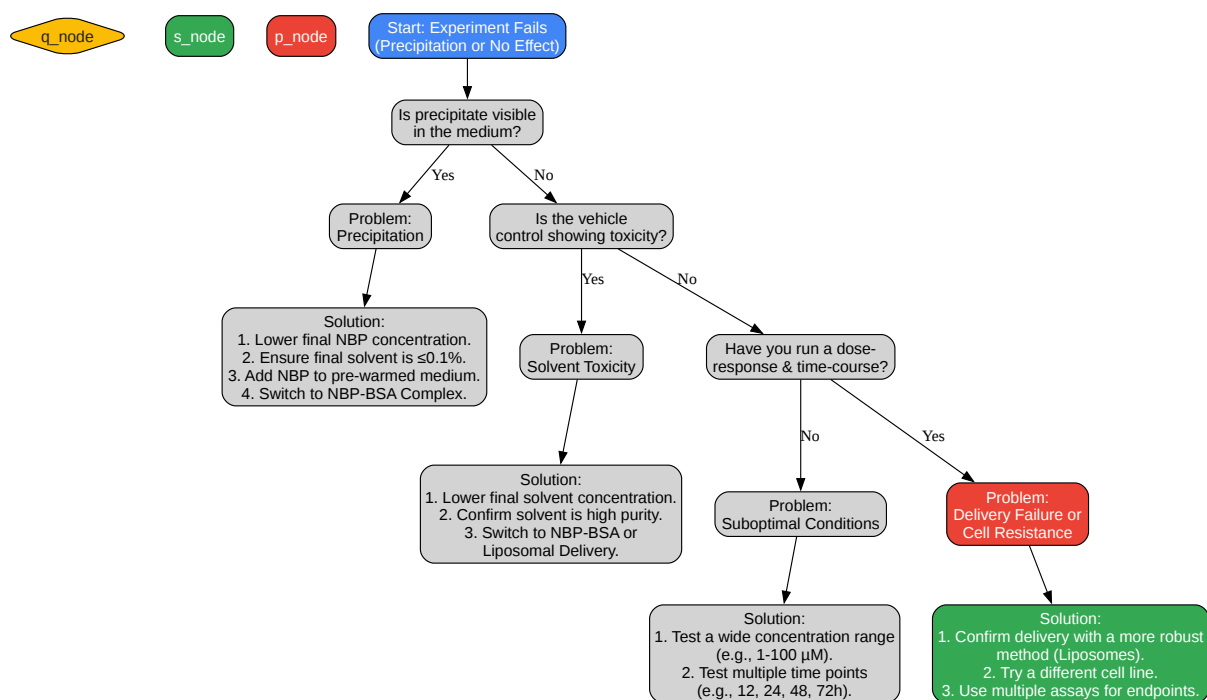 q_node
s_node
p_node
Start: Experiment Fails
(Precipitation or No Effect)
Is precipitate visible
in the medium?
Yes
No
Problem:
Precipitation
Is the vehicle
control showing toxicity?
Yes
No
Solution:
1. Lower final NBP concentration.
2. Ensure final solvent is ≤0.1%.
3. Add NBP to pre-warmed medium.
4. Switch to NBP-BSA Complex.
Problem:
Solvent Toxicity
Have you run a dose-
response & time-course?
No
Yes
Solution:
1. Lower final solvent concentration.
2. Confirm solvent is high purity.
3. Switch to NBP-BSA or
Liposomal Delivery.
Problem:
Suboptimal Conditions
Problem:
Delivery Failure or
Cell Resistance
Solution:
1. Test a wide concentration range
(e.g., 1-100 µM).
2. Test multiple time points
(e.g., 12, 24, 48, 72h).
Solution:
1. Confirm delivery with a more robust
method (Liposomes).
2. Try a different cell line.
3. Use multiple assays for endpoints.